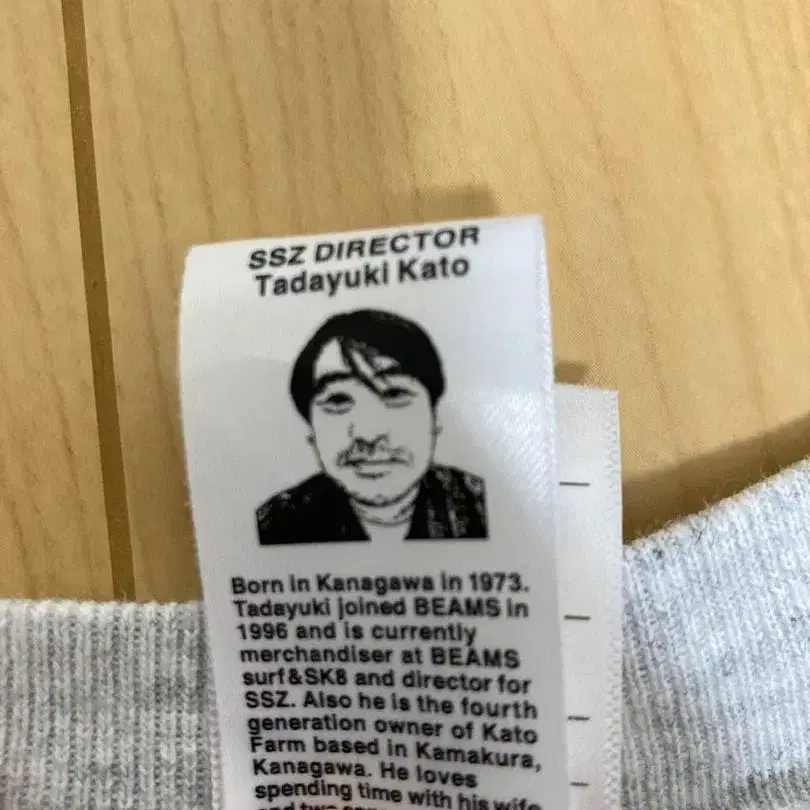 SSZ DIRECTOR
Tadayuki Kato
Born in Kanagawa in 1973.
Tadayuki joined BEAMS in
1996 and is currently
merchandiser at BEAMS
surf&SK8 and director for
SSZ. Also he is the fourth
generation owner of Kato
Farm based in Kamakura,
Kanagawa. He loves
spending time with his wife
and two